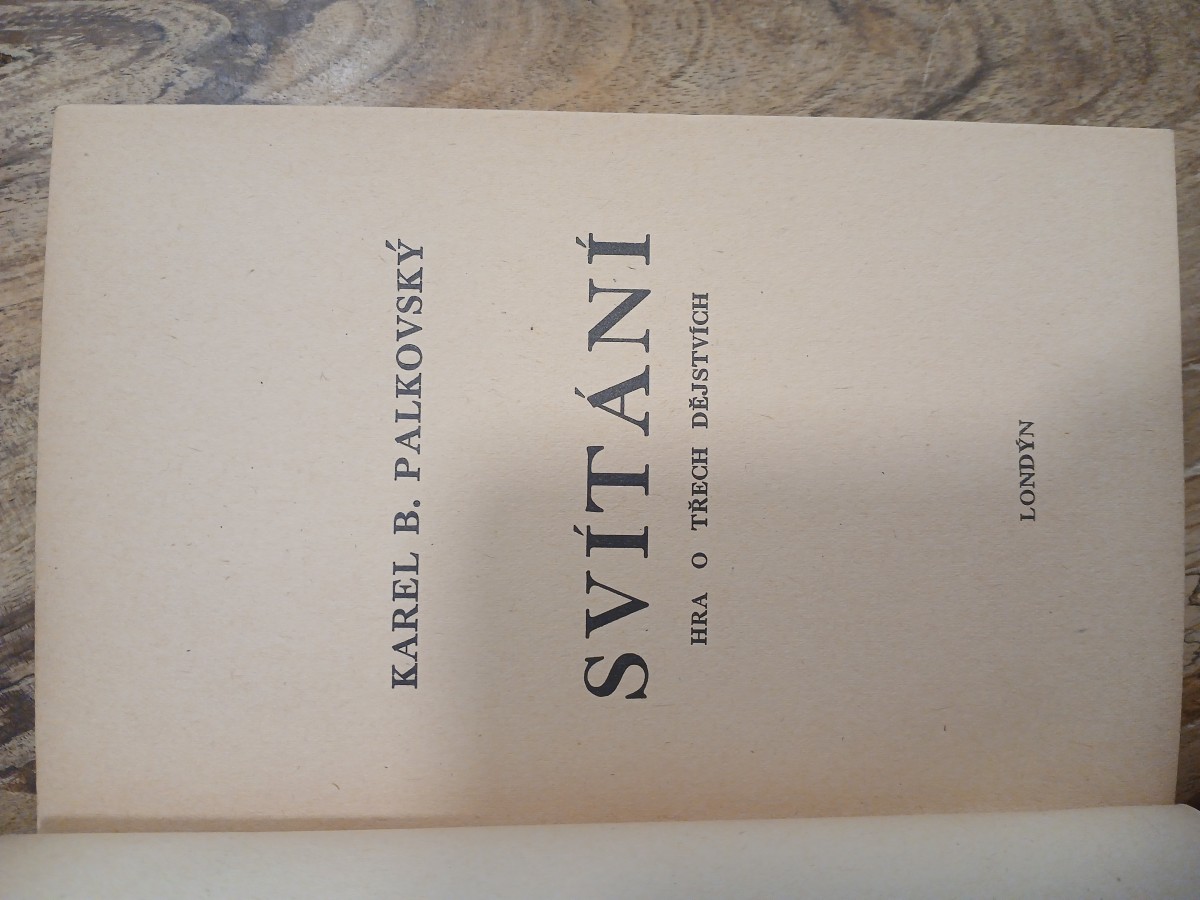 KAREL B. PALKOVSKÝ
SVÍTÁNÍ
HRA O TŘECH DĚJSTVÍCH
LONDÝN